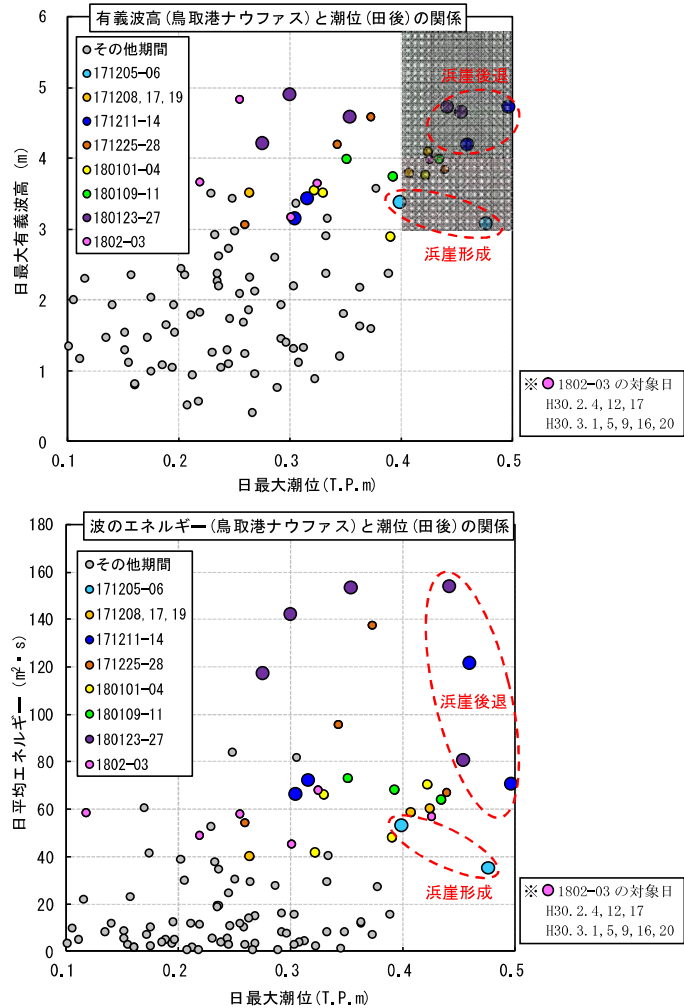 有義波高(鳥取港ナウファス)と潮位(田後)の関係
日最大有義波高 (m)
6
5
4
3
2
1
0
その他期間
171205-06
171208, 17, 19
171211-14
171225-28
180101-04
180109-11
180123-27
1802-03
浜崖後退
浜崖形成
0.1
0.2
0.3
0.4
0.5
日最大潮位(T.P.m)
※ 1802-03 の対象日
H30.2.4, 12, 17
H30.3.1, 5, 9, 16, 20
波のエネルギー(鳥取港ナウファス)と潮位(田後)の関係
日平均エネルギー (m²・s)
180
160
140
120
100
80
60
40
20
0
その他期間
171205-06
171208, 17, 19
171211-14
171225-28
180101-04
180109-11
180123-27
1802-03
浜崖後退
浜崖形成
0.1
0.2
0.3
0.4
0.5
日最大潮位(T.P.m)
※ 1802-03 の対象日
H30.2.4, 12, 17
H30.3.1, 5, 9, 16, 20